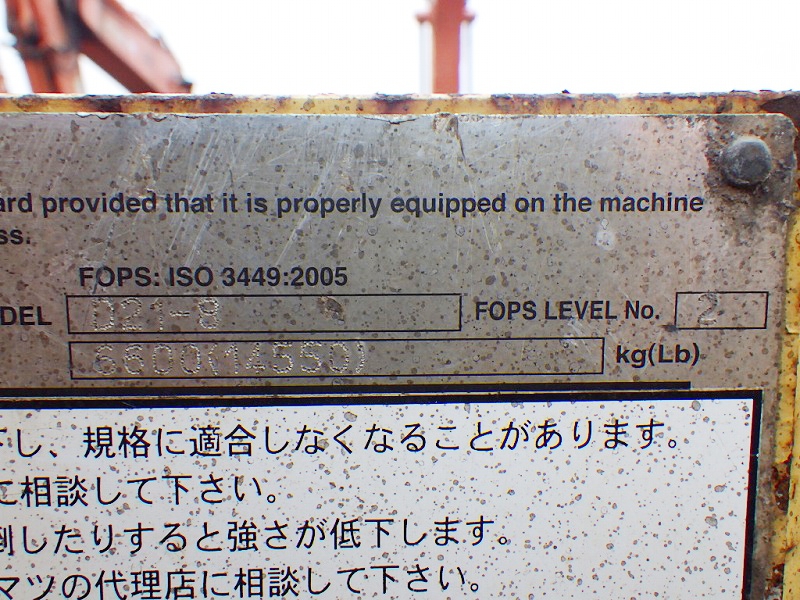 ard provided that it is properly equipped on the machine
ss.
FOPS: ISO 3449:2005
DEL D21-8 FOPS LEVEL No. 2
6600(14550) kg(Lb)
下し、規格に適合しなくなることがあります。
に相談して下さい。
削したりすると強さが低下します。
マツの代理店に相談して下さい。